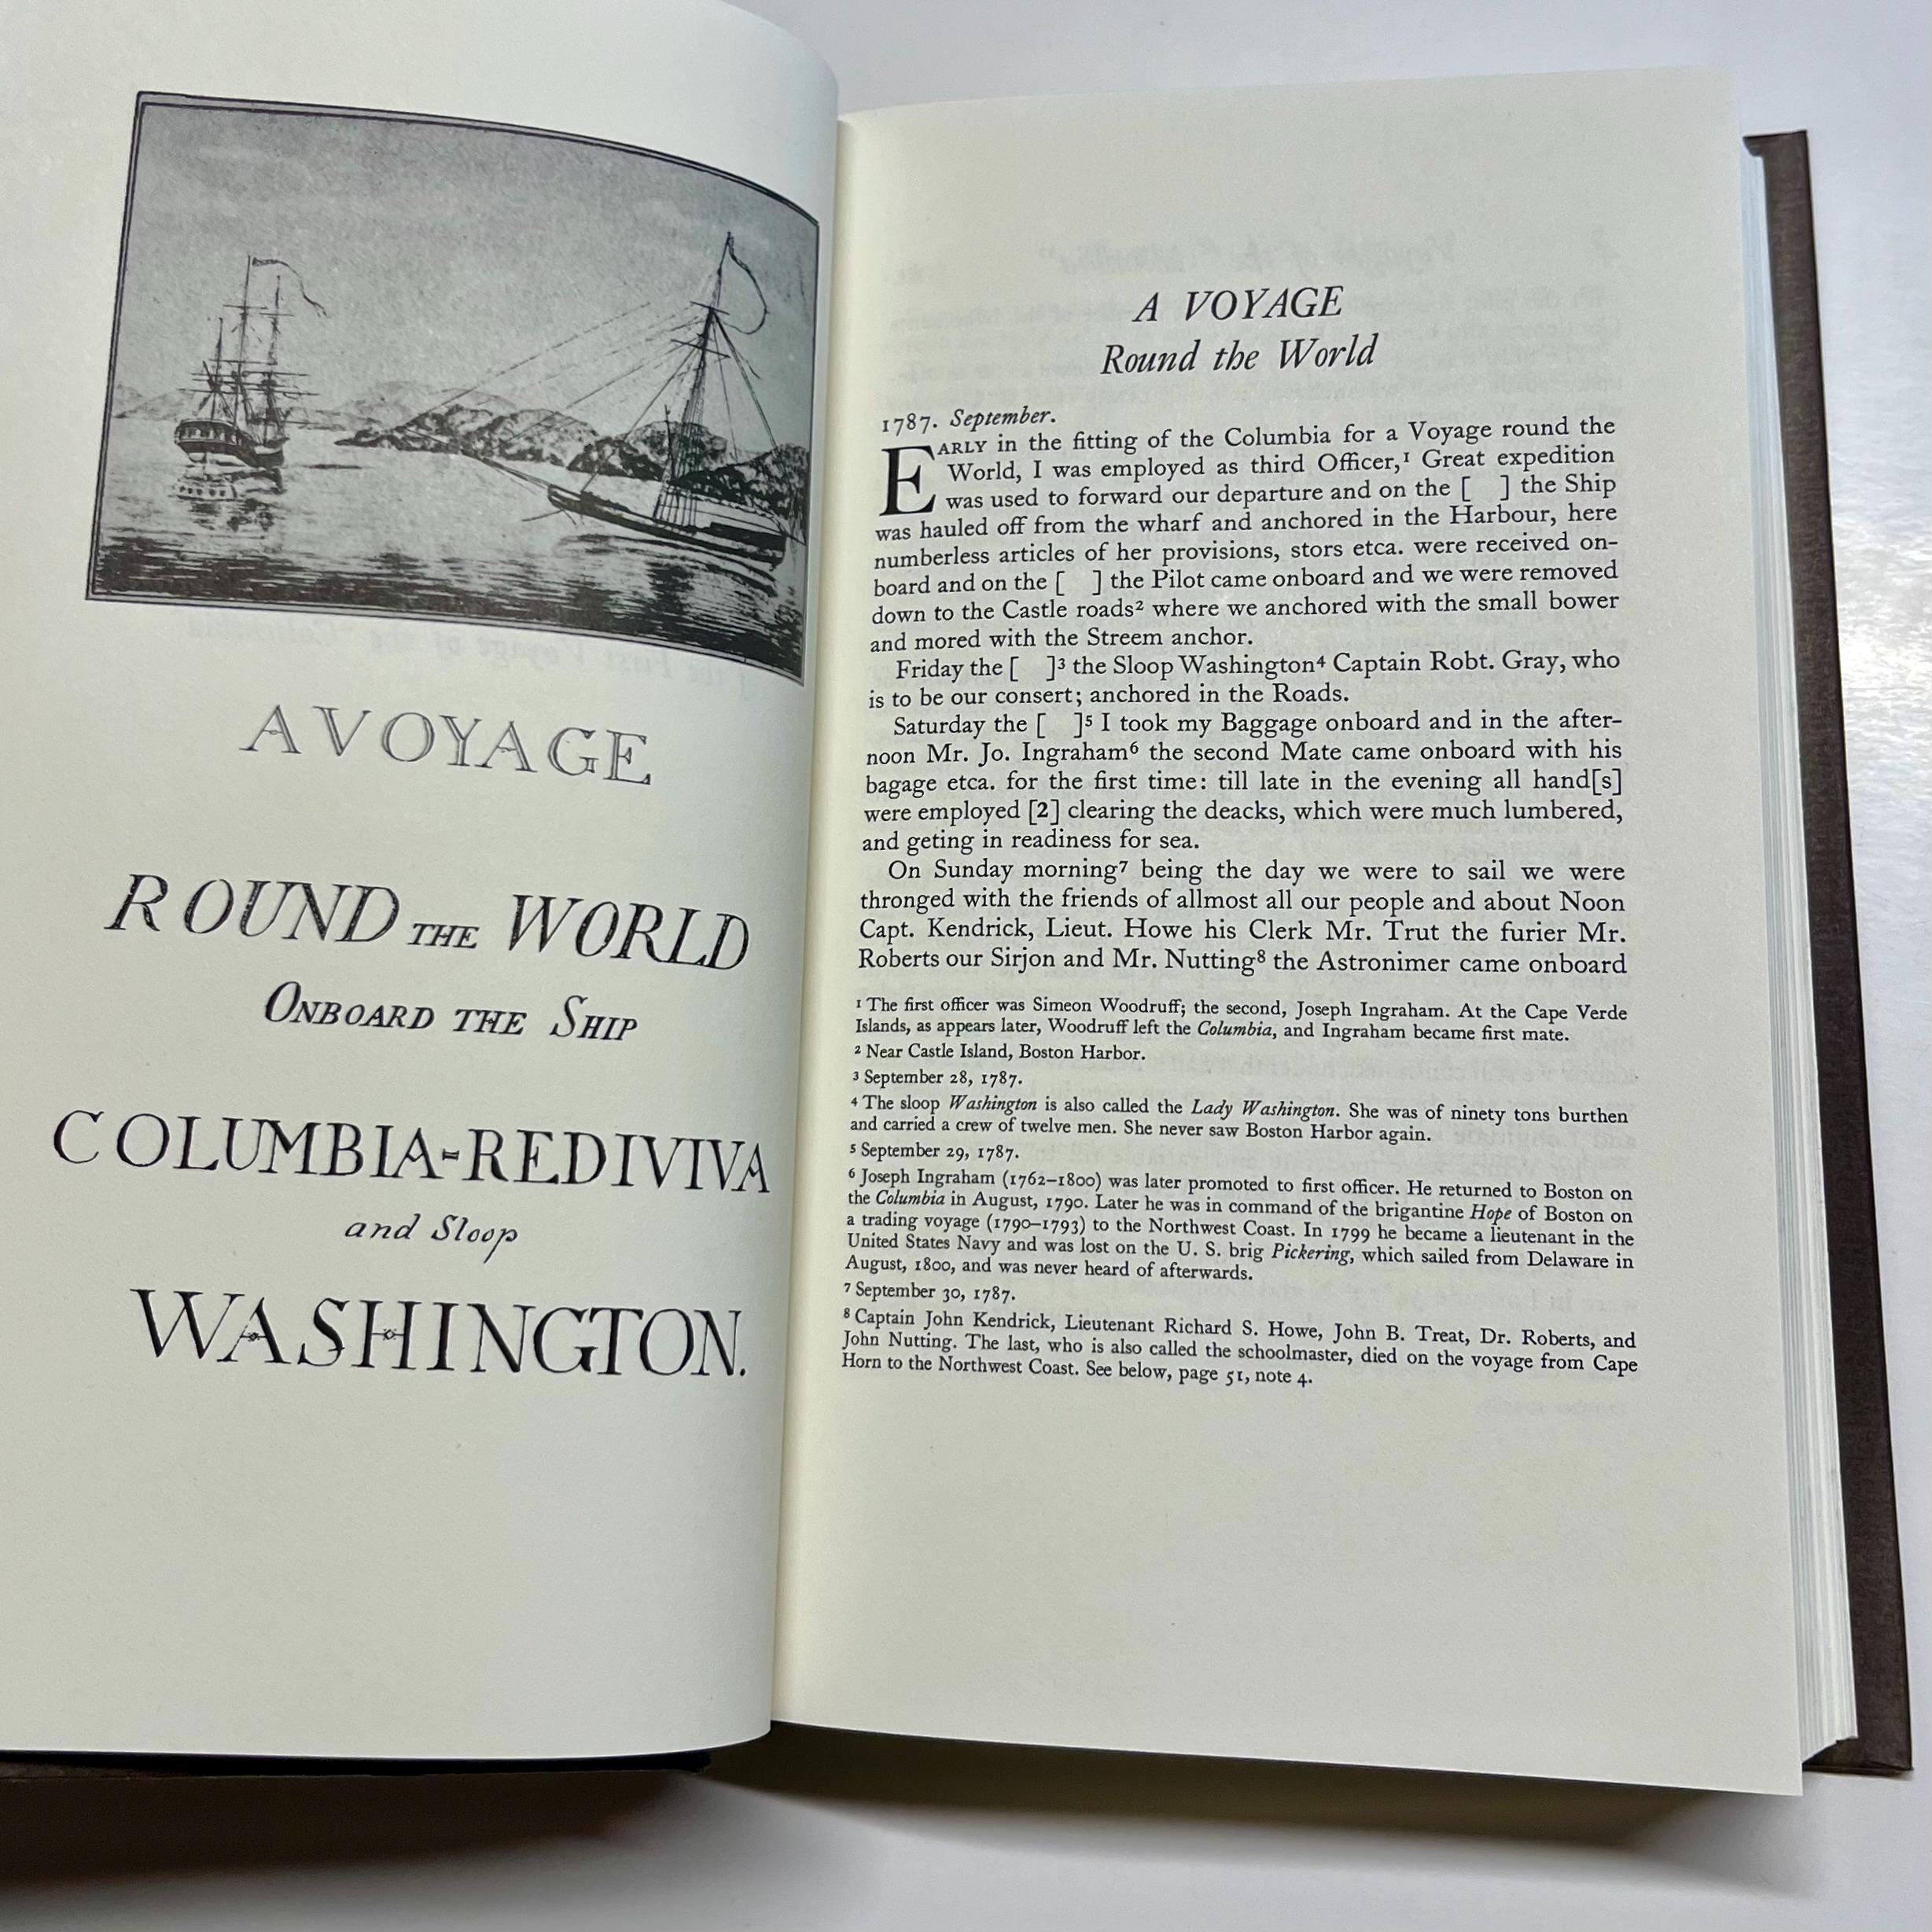 A VOYAGE
ROUND THE WORLD
ONBOARD THE SHIP
COLUMBIA-REDIVIVA
and Sloop
WASHINGTON.
A VOYAGE
Round the World
1787. September.
EARLY in the fitting of the Columbia for a Voyage round the
World, I was employed as third Officer,¹ Great expedition
was used to forward our departure and on the [ ] the Ship
was hauled off from the wharf and anchored in the Harbour, here
numberless articles of her provisions, stors etca. were received on-
board and on the [ ] the Pilot came onboard and we were removed
down to the Castle roads² where we anchored with the small bower
and mored with the Streem anchor.
Friday the [ ]³ the Sloop Washington⁴ Captain Robt. Gray, who
is to be our consert; anchored in the Roads.
Saturday the [ ]⁵ I took my Baggage onboard and in the after-
noon Mr. Jo. Ingraham⁶ the second Mate came onboard with his
bagage etca. for the first time: till late in the evening all hand[s]
were employed [2] clearing the deacks, which were much lumbered,
and geting in readiness for sea.
On Sunday morning⁷ being the day we were to sail we were
thronged with the friends of allmost all our people and about Noon
Capt. Kendrick, Lieut. Howe his Clerk Mr. Trut the furier Mr.
Roberts our Sirjon and Mr. Nutting⁸ the Astronimer came onboard
¹ The first officer was Simeon Woodruff; the second, Joseph Ingraham. At the Cape Verde
Islands, as appears later, Woodruff left the Columbia, and Ingraham became first mate.
² Near Castle Island, Boston Harbor.
³ September 28, 1787.
⁴ The sloop Washington is also called the Lady Washington. She was of ninety tons burthen
and carried a crew of twelve men. She never saw Boston Harbor again.
⁵ September 29, 1787.
⁶ Joseph Ingraham (1762–1800) was later promoted to first officer. He returned to Boston on
the Columbia in August, 1790. Later he was in command of the brigantine Hope of Boston on
a trading voyage (1790–1793) to the Northwest Coast. In 1799 he became a lieutenant in the
United States Navy and was lost on the U. S. brig Pickering, which sailed from Delaware in
August, 1800, and was never heard of afterwards.
⁷ September 30, 1787.
⁸ Captain John Kendrick, Lieutenant Richard S. Howe, John B. Treat, Dr. Roberts, and
John Nutting. The last, who is also called the schoolmaster, died on the voyage from Cape
Horn to the Northwest Coast. See below, page 51, note 4.